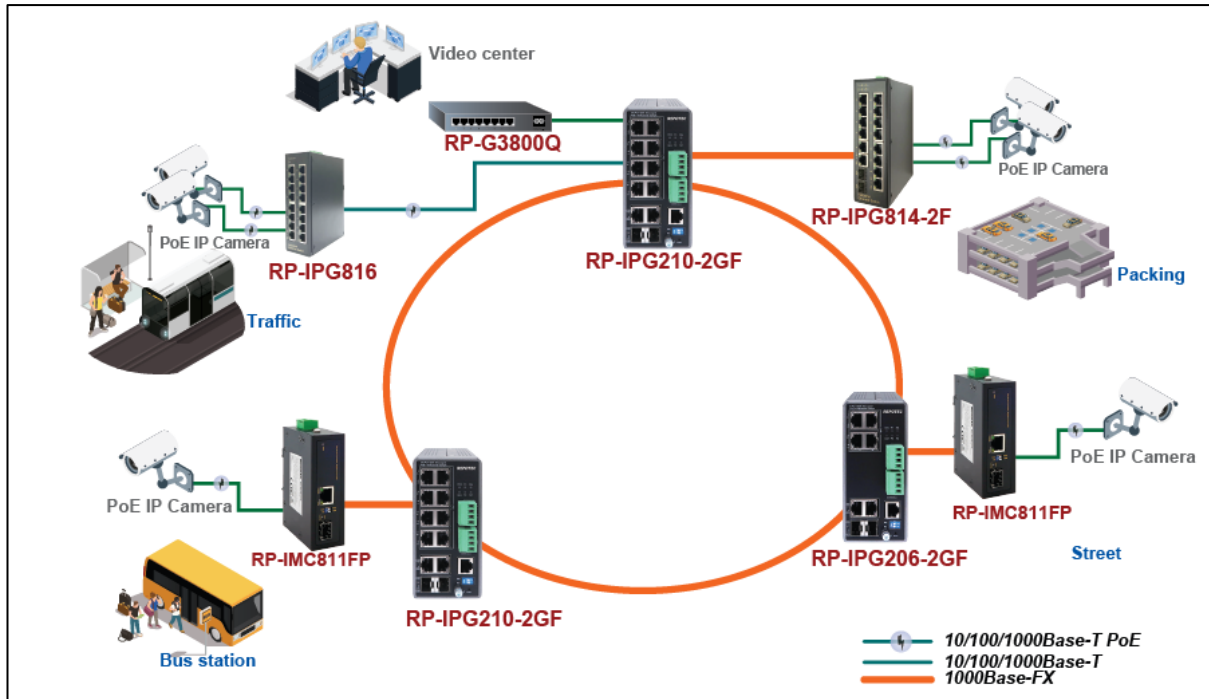 Video center
RP-G3800Q
RP-IPG210-2GF
RP-IPG814-2F
PoE IP Camera
Packing
PoE IP Camera
RP-IPG816
Traffic
PoE IP Camera
RP-IMC811FP
RP-IPG210-2GF
Bus station
RP-IPG206-2GF
RP-IMC811FP
PoE IP Camera
Street
10/100/1000Base-T PoE
10/100/1000Base-T
1000Base-FX